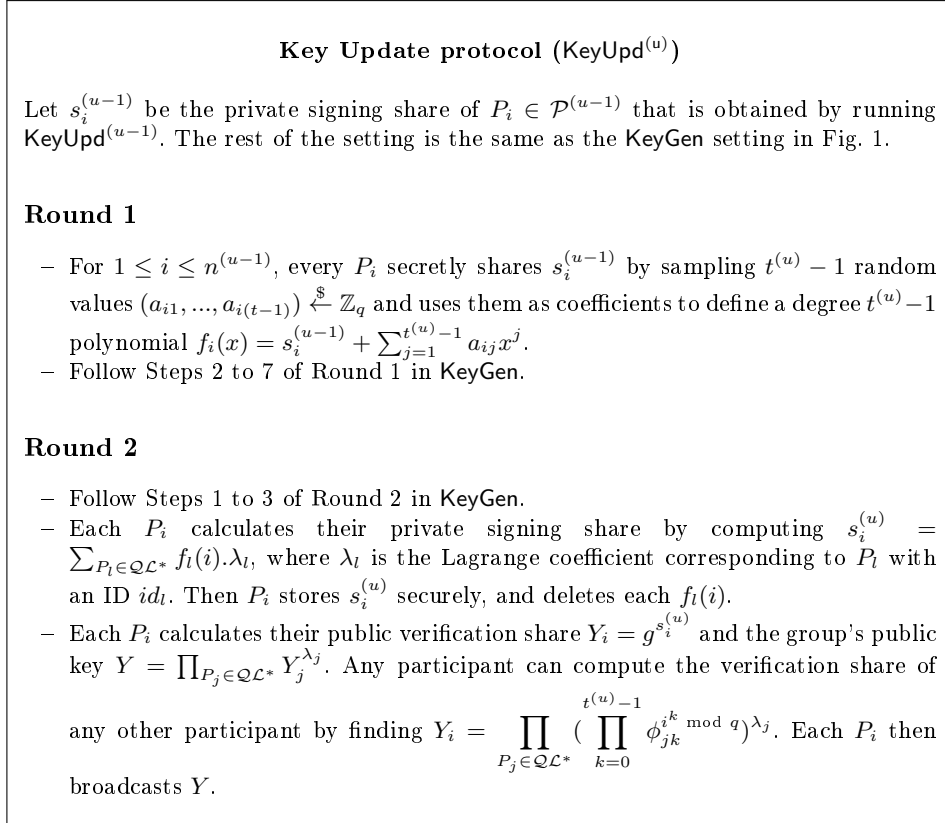 Key Update protocol (KeyUpd^{(u)})
Let s_i^{(u−1)} be the private signing share of P_i ∈ 𝒫^{(u−1)} that is obtained by running
KeyUpd^{(u−1)}. The rest of the setting is the same as the KeyGen setting in Fig. 1.
Round 1
– For 1 ≤ i ≤ n^{(u−1)}, every P_i secretly shares s_i^{(u−1)} by sampling t^{(u)} − 1 random
values (a_{i1}, ..., a_{i(t−1)}) $← ℤ_q and uses them as coefficients to define a degree t^{(u)}−1
polynomial f_i(x) = s_i^{(u−1)} + ∑_{j=1}^{t^{(u)}−1} a_{ij}x^j.
– Follow Steps 2 to 7 of Round 1 in KeyGen.
Round 2
– Follow Steps 1 to 3 of Round 2 in KeyGen.
– Each P_i calculates their private signing share by computing s_i^{(u)} =
∑_{P_l∈𝒬ℒ*} f_l(i).λ_l, where λ_l is the Lagrange coefficient corresponding to P_l with
an ID id_l. Then P_i stores s_i^{(u)} securely, and deletes each f_l(i).
– Each P_i calculates their public verification share Y_i = g^{s_i^{(u)}} and the group's public
key Y = ∏_{P_j∈𝒬ℒ*} Y_j^{λ_j}. Any participant can compute the verification share of
any other participant by finding Y_i = ∏_{P_j∈𝒬ℒ*} (∏_{k=0}^{t^{(u)}−1} ϕ_{jk}^{i^k mod q})^{λ_j}. Each P_i then
broadcasts Y.